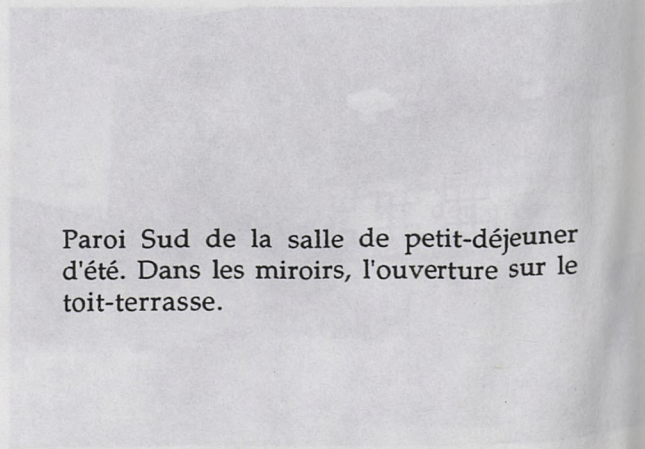 Paroi Sud de la salle de petit-déjeuner
d'été. Dans les miroirs, l'ouverture sur le
toit-terrasse.